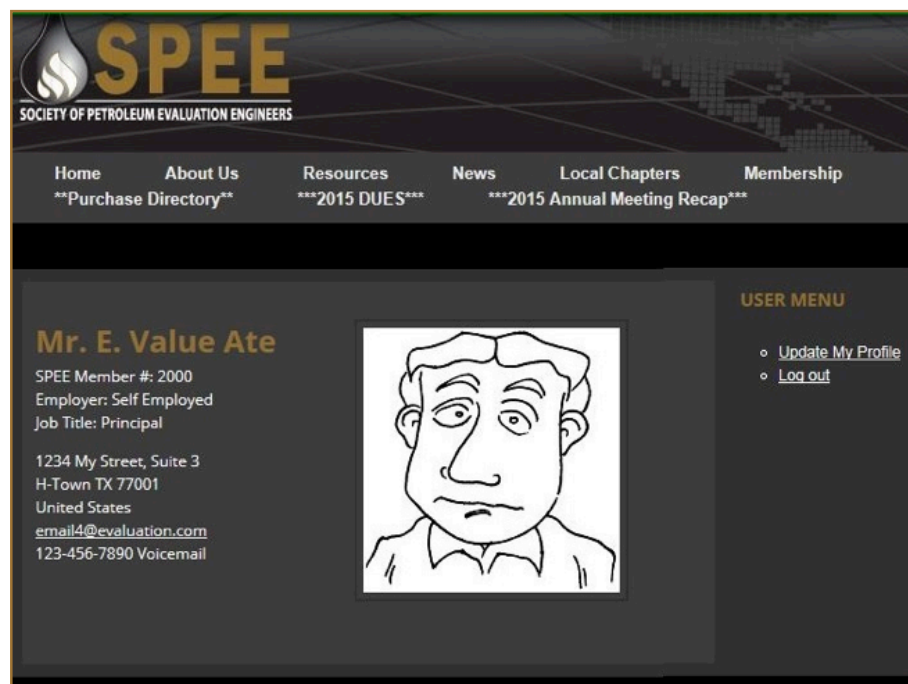 SPEE
SOCIETY OF PETROLEUM EVALUATION ENGINEERS
Home About Us Resources News Local Chapters Membership
**Purchase Directory** ***2015 DUES*** ***2015 Annual Meeting Recap***
USER MENU
Update My Profile
Log out
Mr. E. Value Ate
SPEE Member #: 2000
Employer: Self Employed
Job Title: Principal
1234 My Street, Suite 3
H-Town TX 77001
United States
email4@evaluation.com
123-456-7890 Voicemail